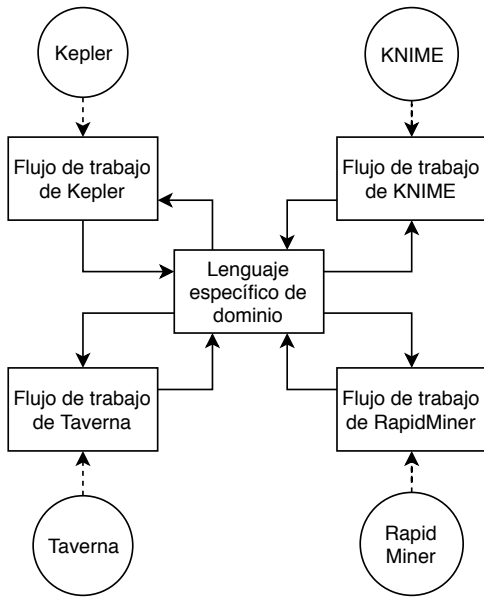 Kepler
KNIME
Flujo de trabajo
de Kepler
Flujo de trabajo
de KNIME
Lenguaje
específico de
dominio
Flujo de trabajo
de Taverna
Flujo de trabajo
de RapidMiner
Taverna
Rapid
Miner